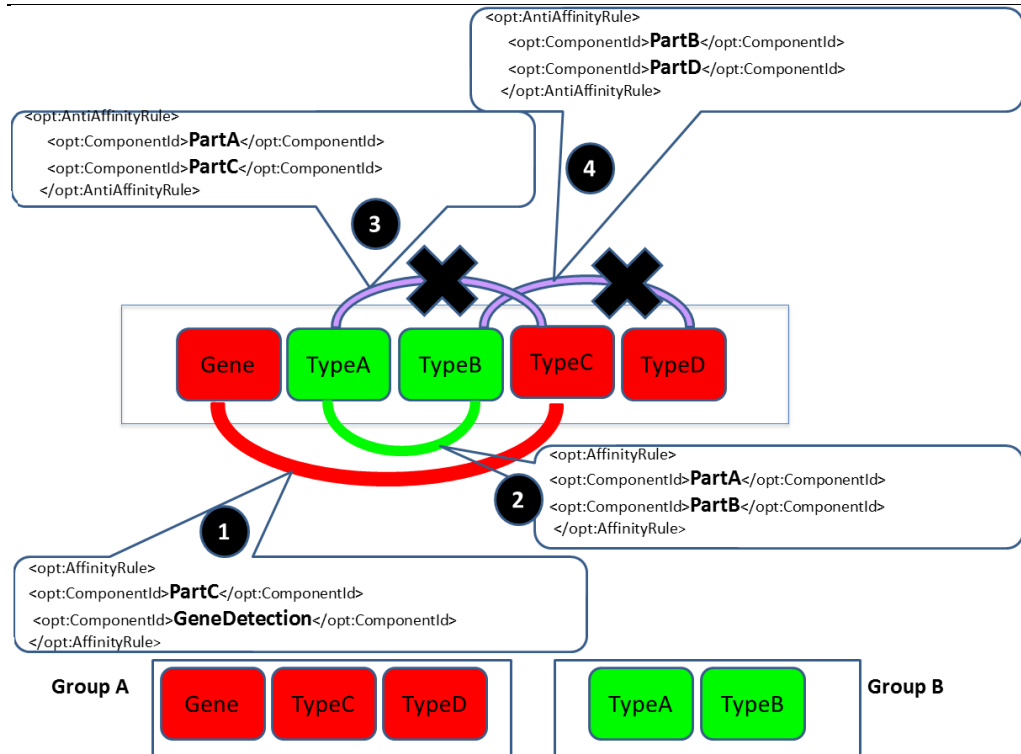 <opt:AntiAffinityRule>
<opt:ComponentId>PartB</opt:ComponentId>
<opt:ComponentId>PartD</opt:ComponentId>
</opt:AntiAffinityRule>
<opt:AntiAffinityRule>
<opt:ComponentId>PartA</opt:ComponentId>
<opt:ComponentId>PartC</opt:ComponentId>
</opt:AntiAffinityRule>
4
3
Gene TypeA TypeB TypeC TypeD
<opt:AffinityRule>
<opt:ComponentId>PartA</opt:ComponentId>
<opt:ComponentId>PartB</opt:ComponentId>
</opt:AffinityRule>
2
1
<opt:AffinityRule>
<opt:ComponentId>PartC</opt:ComponentId>
<opt:ComponentId>GeneDetection</opt:ComponentId>
</opt:AffinityRule>
Group A
Gene TypeC TypeD
TypeA TypeB
Group B